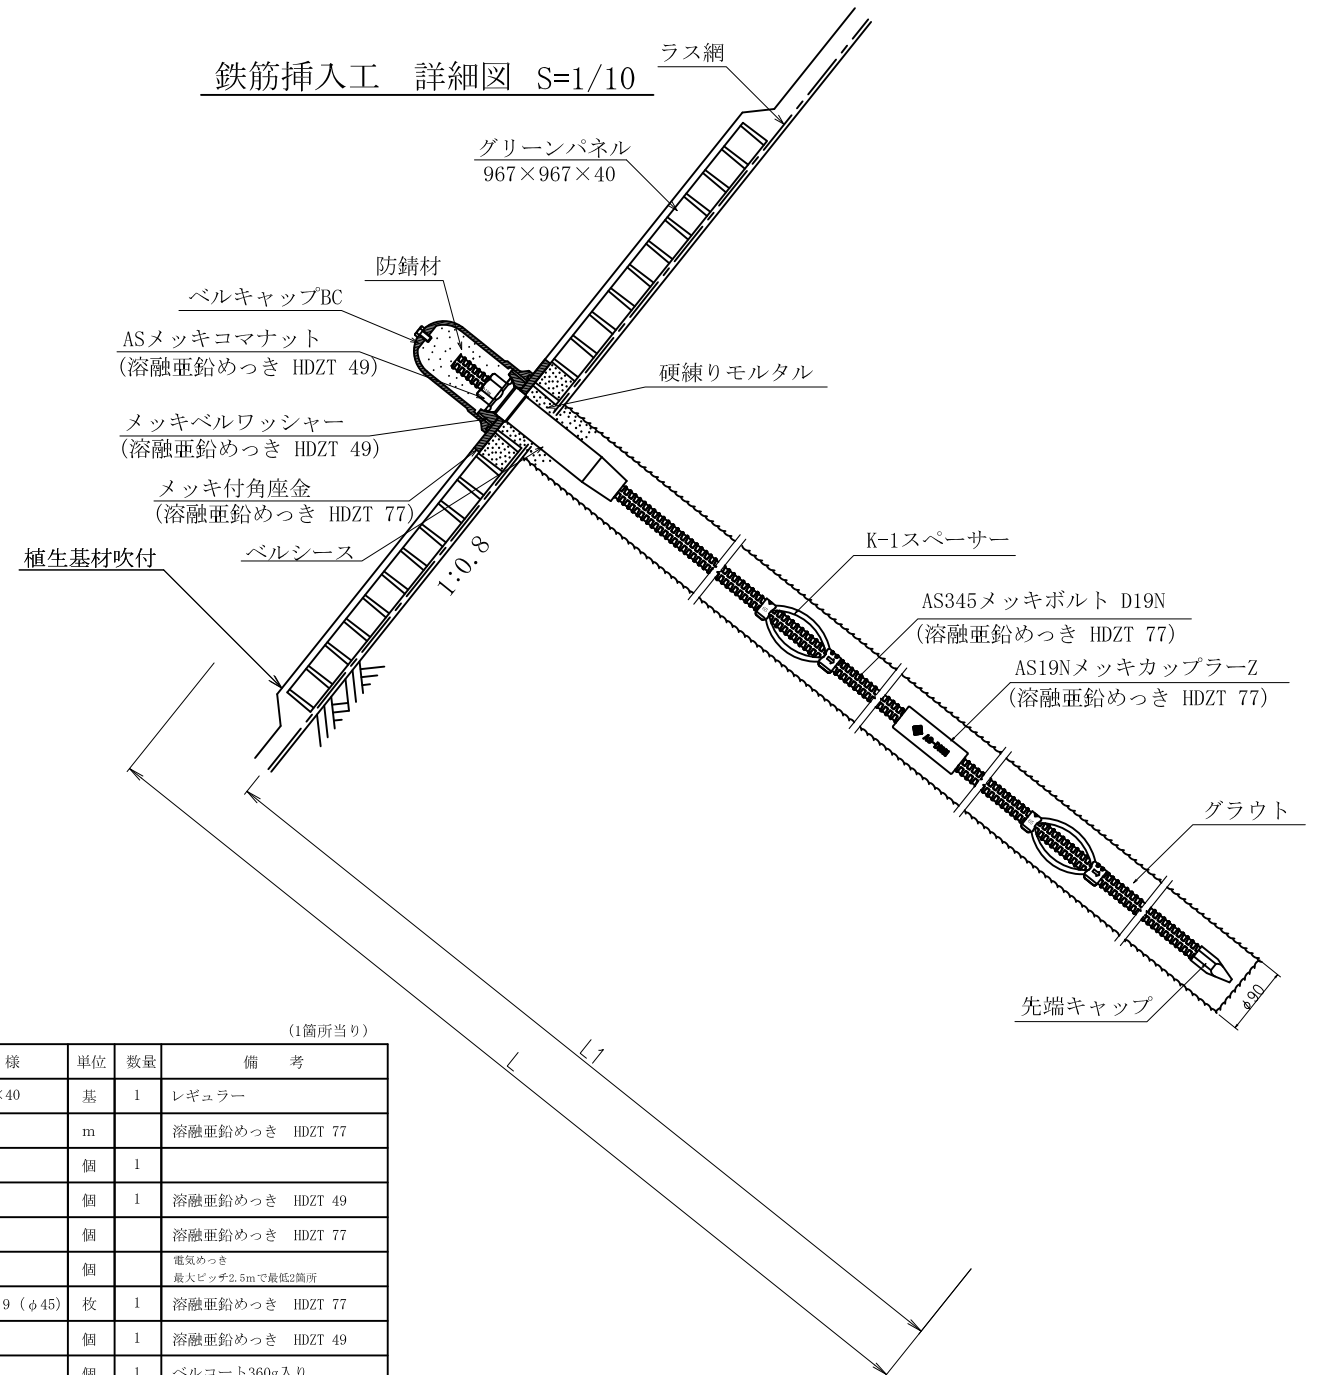 鉄筋挿入工　詳細図　S=1/10
ラス網
グリーンパネル
967×967×40
防錆材
ベルキャップBC
ASメッキコマナット
(溶融亜鉛めっき HDZT 49)
硬練りモルタル
メッキベルワッシャー
(溶融亜鉛めっき HDZT 49)
メッキ付角座金
(溶融亜鉛めっき HDZT 77)
ベルシース
植生基材吹付
1:0.8
K-1スペーサー
AS345メッキボルト D19N
(溶融亜鉛めっき HDZT 77)
AS19NメッキカップラーZ
(溶融亜鉛めっき HDZT 77)
グラウト
先端キャップ
φ90
L1
L
(1箇所当り)
様 単位 数量 備　考
×40 基 1 レギュラー
m 溶融亜鉛めっき HDZT 77
個 1
個 1 溶融亜鉛めっき HDZT 49
個 溶融亜鉛めっき HDZT 77
個 電気めっき
最大ピッチ2.5mで最低2箇所
9（φ45) 枚 1 溶融亜鉛めっき HDZT 77
個 1 溶融亜鉛めっき HDZT 49
個 1 ベルコート360g入り